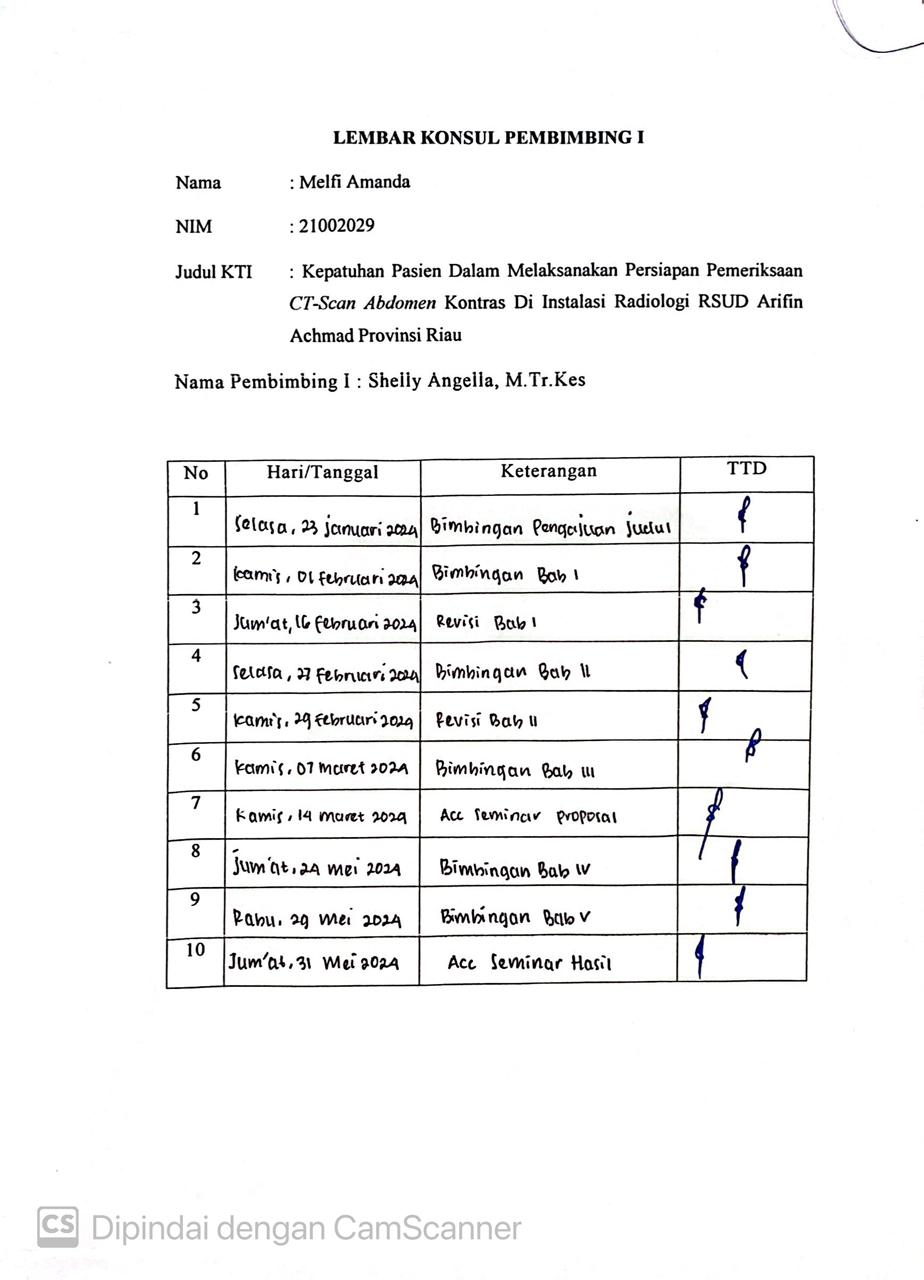 LEMBAR KONSUL PEMBIMBING I
Nama : Melfi Amanda
NIM : 21002029
Judul KTI : Kepatuhan Pasien Dalam Melaksanakan Persiapan Pemeriksaan
CT-Scan Abdomen Kontras Di Instalasi Radiologi RSUD Arifin
Achmad Provinsi Riau
Nama Pembimbing I : Shelly Angella, M.Tr.Kes
No Hari/Tanggal Keterangan TTD
1 Selasa, 23 januari 2024 Bimbingan Pengajuan judul
2 kamis, 01 februari 2024 Bimbingan Bab I
3 Jum'at, 16 februari 2024 Revisi Bab I
4 Selasa, 27 februari 2024 Bimbingan Bab II
5 kamis, 29 februari 2024 Revisi Bab II
6 kamis, 07 maret 2024 Bimbingan Bab III
7 kamis, 14 maret 2024 Acc Seminar proposal
8 jum'at, 24 mei 2024 Bimbingan Bab IV
9 Rabu, 29 mei 2024 Bimbingan Bab V
10 Jum'at, 31 Mei 2024 Acc Seminar Hasil
CS Dipindai dengan CamScanner